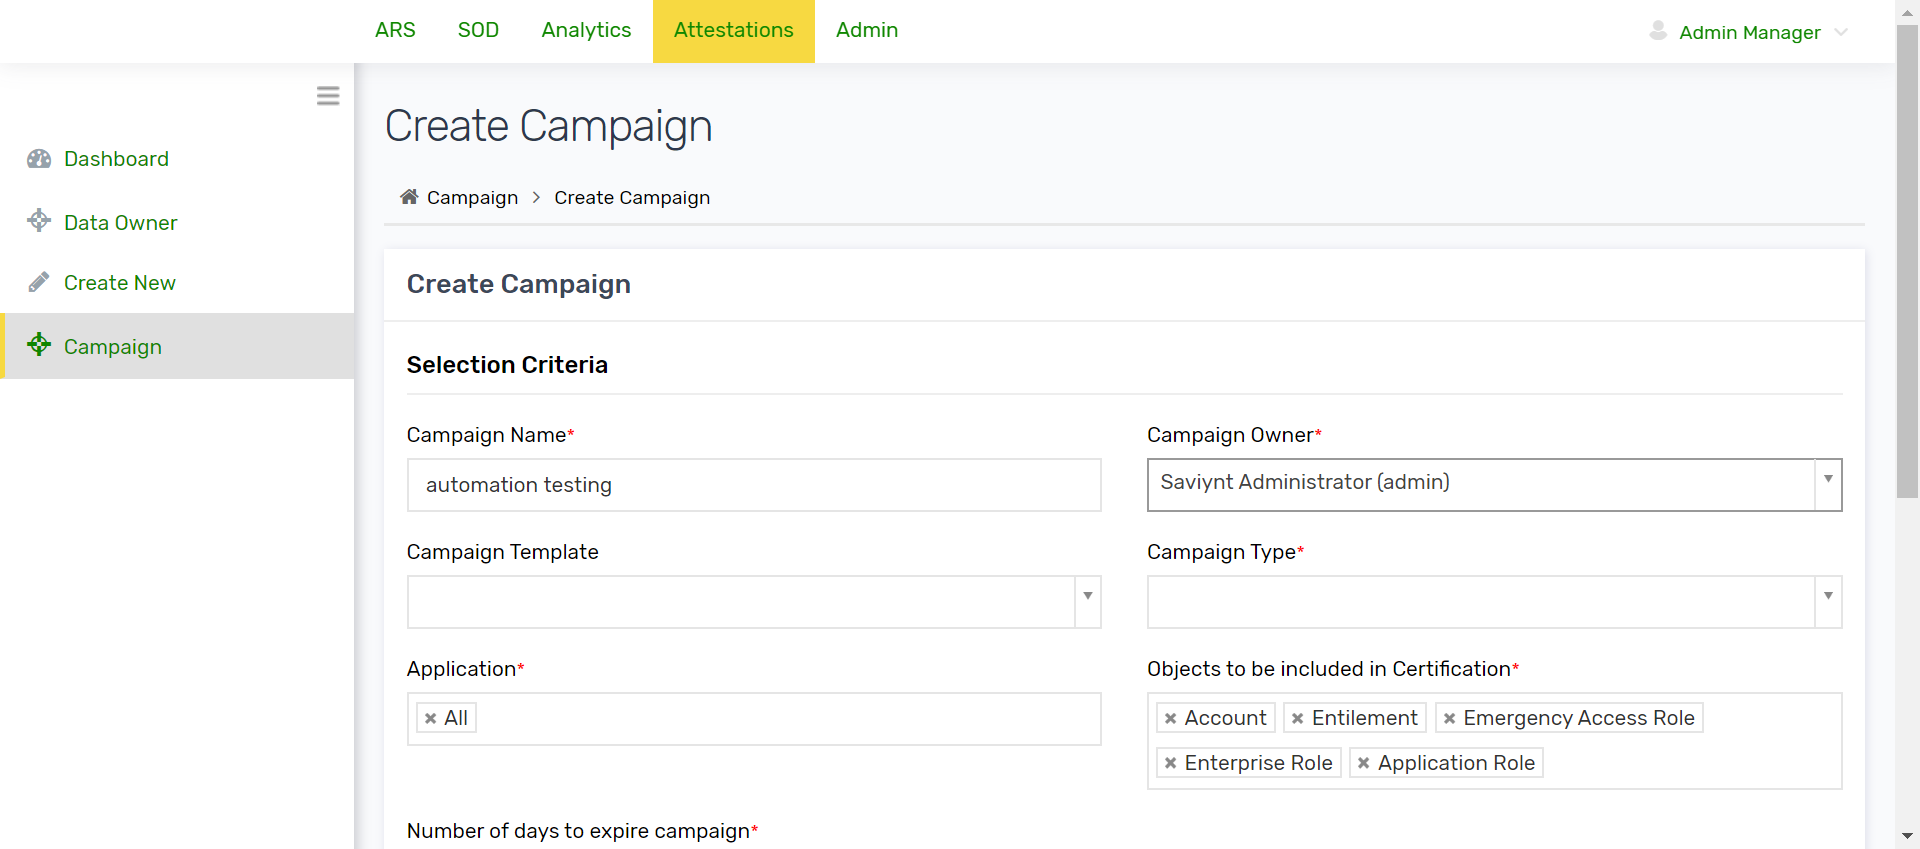 ARS SOD Analytics Attestations Admin Admin Manager
Dashboard
Data Owner
Create New
Campaign
Create Campaign
Campaign > Create Campaign
Create Campaign
Selection Criteria
Campaign Name* Campaign Owner*
automation testing Saviynt Administrator (admin)
Campaign Template Campaign Type*
Application* Objects to be included in Certification*
× All × Account × Entilement × Emergency Access Role
× Enterprise Role × Application Role
Number of days to expire campaign*